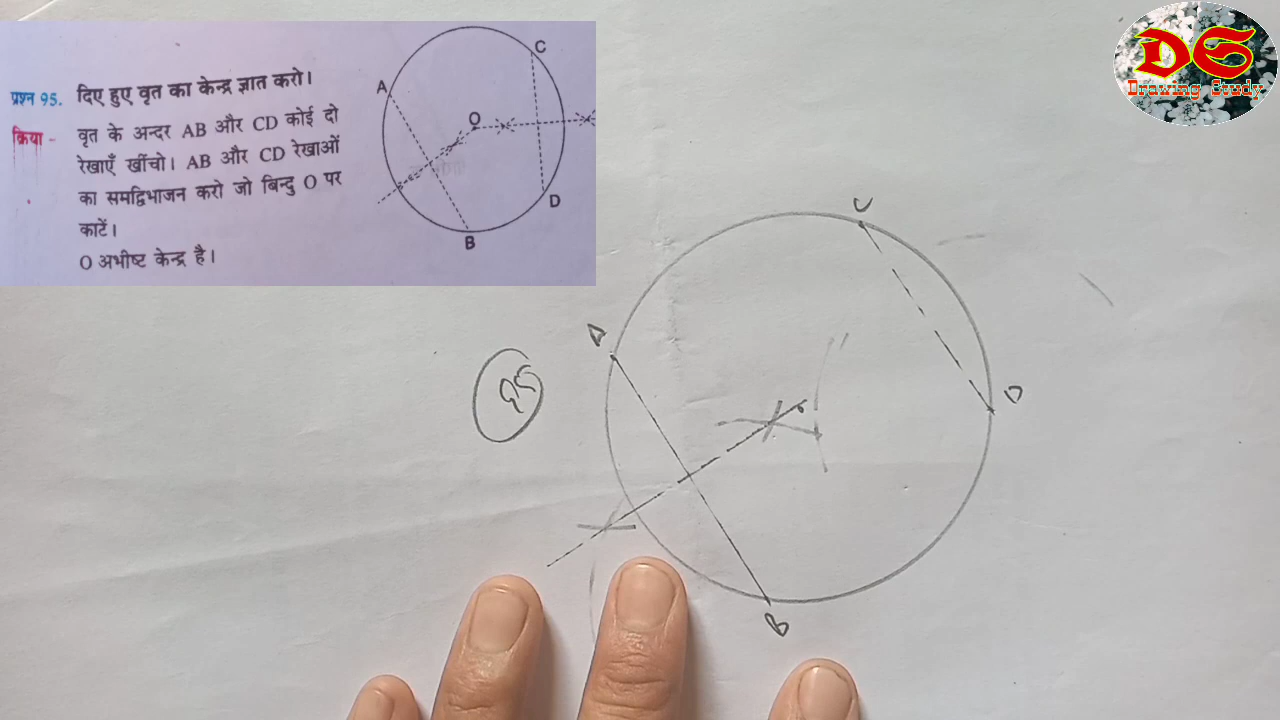 प्रश्न 95. दिए हुए वृत का केन्द्र ज्ञात करो।
क्रिया - वृत के अन्दर AB और CD कोई दो
रेखाएँ खींचो। AB और CD रेखाओं
का समद्विभाजन करो जो बिन्दु O पर
काटें।
O अभीष्ट केन्द्र है।
A
B
C
D
O
DS
Drawing Study
95
A
B
C
D